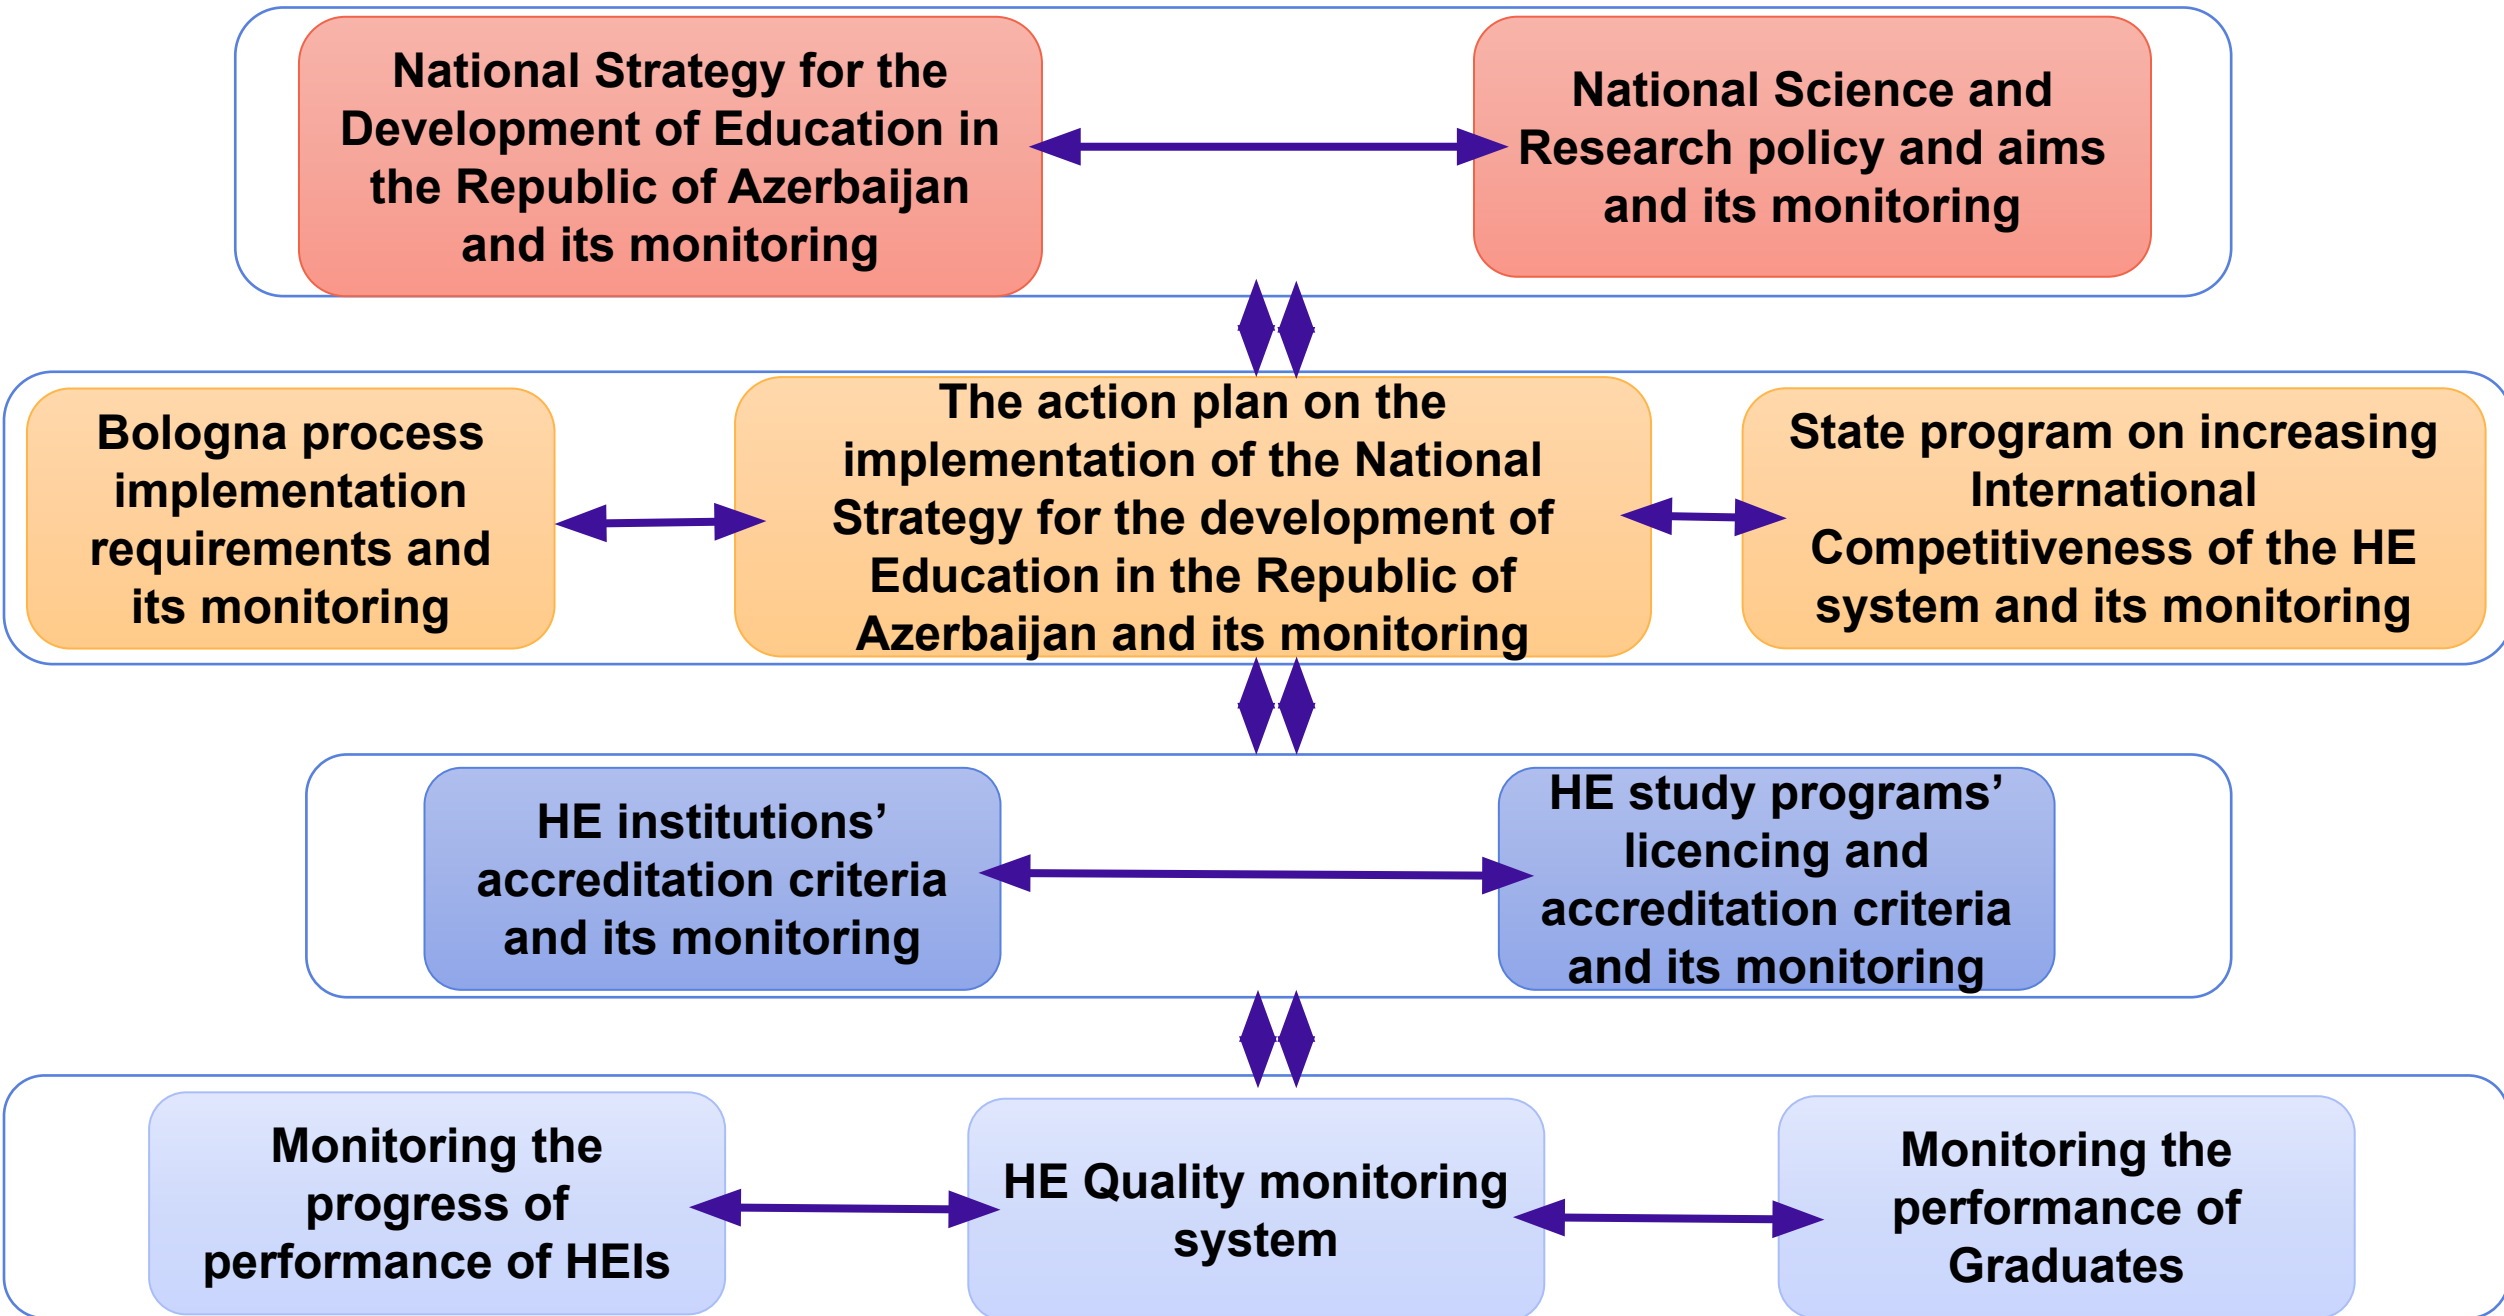 National Strategy for the
Development of Education in
the Republic of Azerbaijan
and its monitoring
National Science and
Research policy and aims
and its monitoring
Bologna process
implementation
requirements and
its monitoring
The action plan on the
implementation of the National
Strategy for the development of
Education in the Republic of
Azerbaijan and its monitoring
State program on increasing
International
Competitiveness of the HE
system and its monitoring
HE institutions’
accreditation criteria
and its monitoring
HE study programs’
licencing and
accreditation criteria
and its monitoring
Monitoring the
progress of
performance of HEIs
HE Quality monitoring
system
Monitoring the
performance of
Graduates